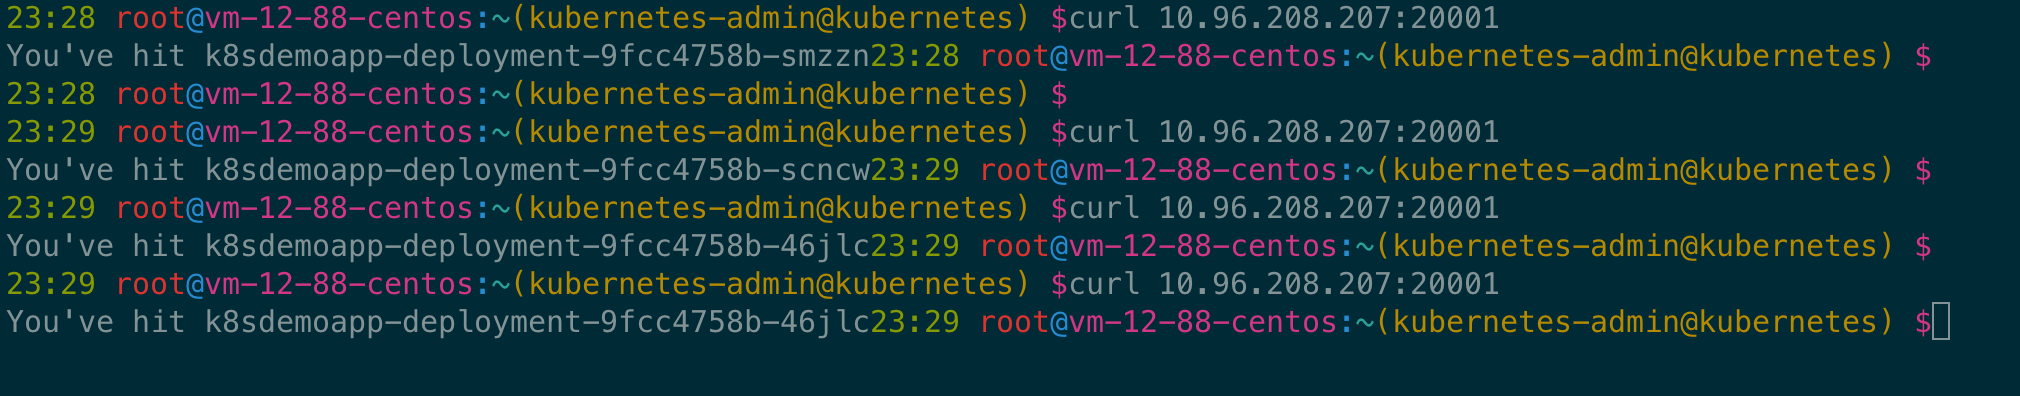 23:28 root@vm-12-88-centos:~(kubernetes-admin@kubernetes) $curl 10.96.208.207:20001
You've hit k8sdemoapp-deployment-9fcc4758b-smzzn23:28 root@vm-12-88-centos:~(kubernetes-admin@kubernetes) $
23:28 root@vm-12-88-centos:~(kubernetes-admin@kubernetes) $
23:29 root@vm-12-88-centos:~(kubernetes-admin@kubernetes) $curl 10.96.208.207:20001
You've hit k8sdemoapp-deployment-9fcc4758b-scncw23:29 root@vm-12-88-centos:~(kubernetes-admin@kubernetes) $
23:29 root@vm-12-88-centos:~(kubernetes-admin@kubernetes) $curl 10.96.208.207:20001
You've hit k8sdemoapp-deployment-9fcc4758b-46jlc23:29 root@vm-12-88-centos:~(kubernetes-admin@kubernetes) $
23:29 root@vm-12-88-centos:~(kubernetes-admin@kubernetes) $curl 10.96.208.207:20001
You've hit k8sdemoapp-deployment-9fcc4758b-46jlc23:29 root@vm-12-88-centos:~(kubernetes-admin@kubernetes) $